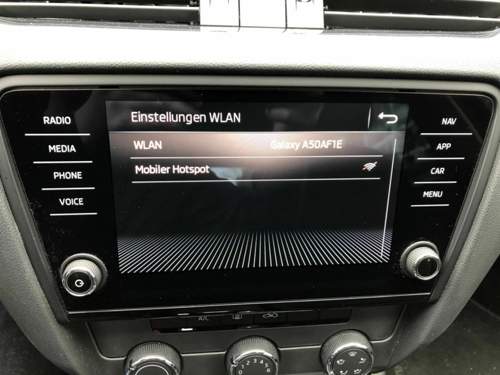 Einstellungen WLAN
WLAN Galaxy A50AF1E
Mobiler Hotspot
RADIO
MEDIA
PHONE
VOICE
NAV
APP
CAR
MENU
A/C